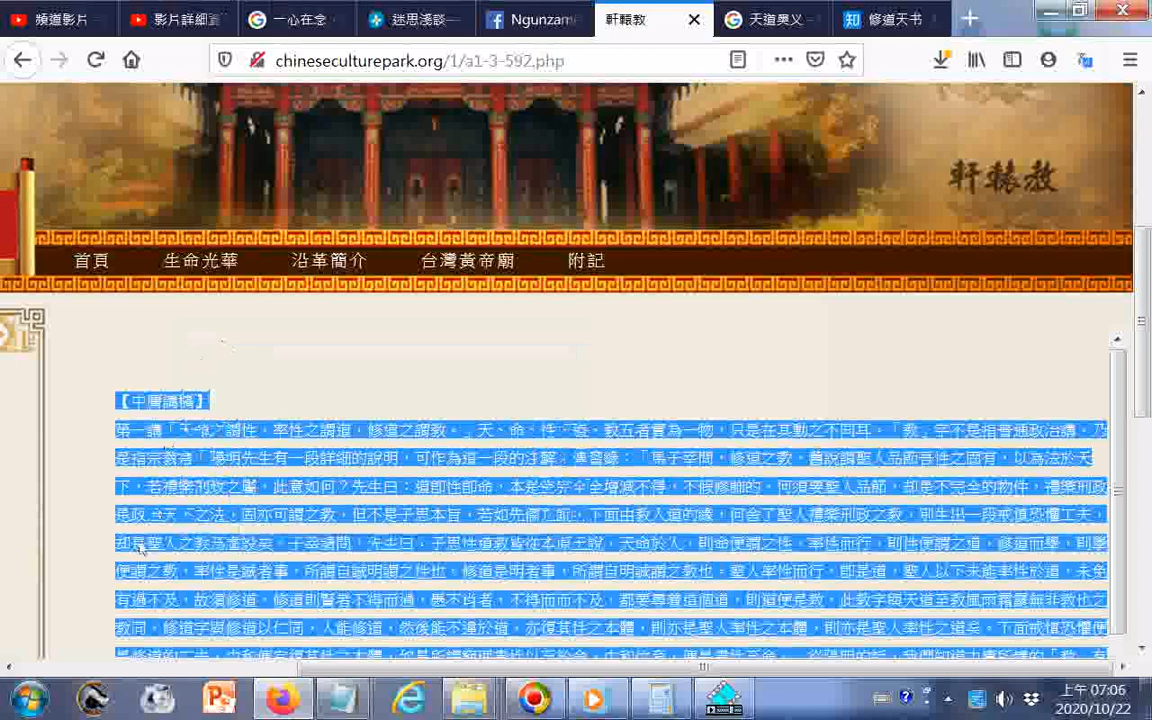 頻道影片
影片詳細
一心在念
迷思淺談一
Ngunzam
軒轅教
天道奧义
修道天书
chineseculturepark.org/1/a1-3-592.php
軒轅教
首頁 生命光華 沿革簡介 台灣黃帝廟 附記
【中庸講稿】
第一講「天命之謂性，率性之謂道，修道之謂教。」天、命、性、道、教五者實為一物，只是在其動之不同耳，「教」字不是指普通政治講，乃
是指宗教言「陽明先生有一段詳細的說明，可作為這一段的注解。傳習錄：「馬子莘問，修道之教，舊說謂聖人品節吾性之固有，以為法於天
下，若禮樂刑政之屬，此意如何？先生曰：道即性即命，本是完完全全增減不得，不假修飾的，何須要聖人品節，却是不完全的物件，禮樂刑政
是政 天下之法，固亦可謂之教，但不是子思本旨，若如先儒之說，下面由教入道的緣，何舍了聖人禮樂刑政之教，則生出一段戒慎恐懼工夫，
却是聖人之教為虛設矣。子莘請問，先生曰，子思性道教皆從本原上說，天命於人，則命便謂之性，率性而行，則性便謂之道，修道而學，則學
便謂之教，率性是誠者事，所謂自誠明謂之性也。修道是明者事，所謂自明誠謂之教也。聖人率性而行，即是道，聖人以下未能率性於道，未免
有過不及，故須修道，修道則賢者不得而過，愚不肖者，不得而而不及，都要尋着這個道，則道便是教，此教字與天道至教風雨霜露無非教也之
教同，修道字與修道以仁同，人能修道，然後能不違於道，亦復其性之本體，則亦是聖人率性之本體，則亦是聖人率性之道矣。下面戒慎恐懼便
上午 07:06
2020/10/22